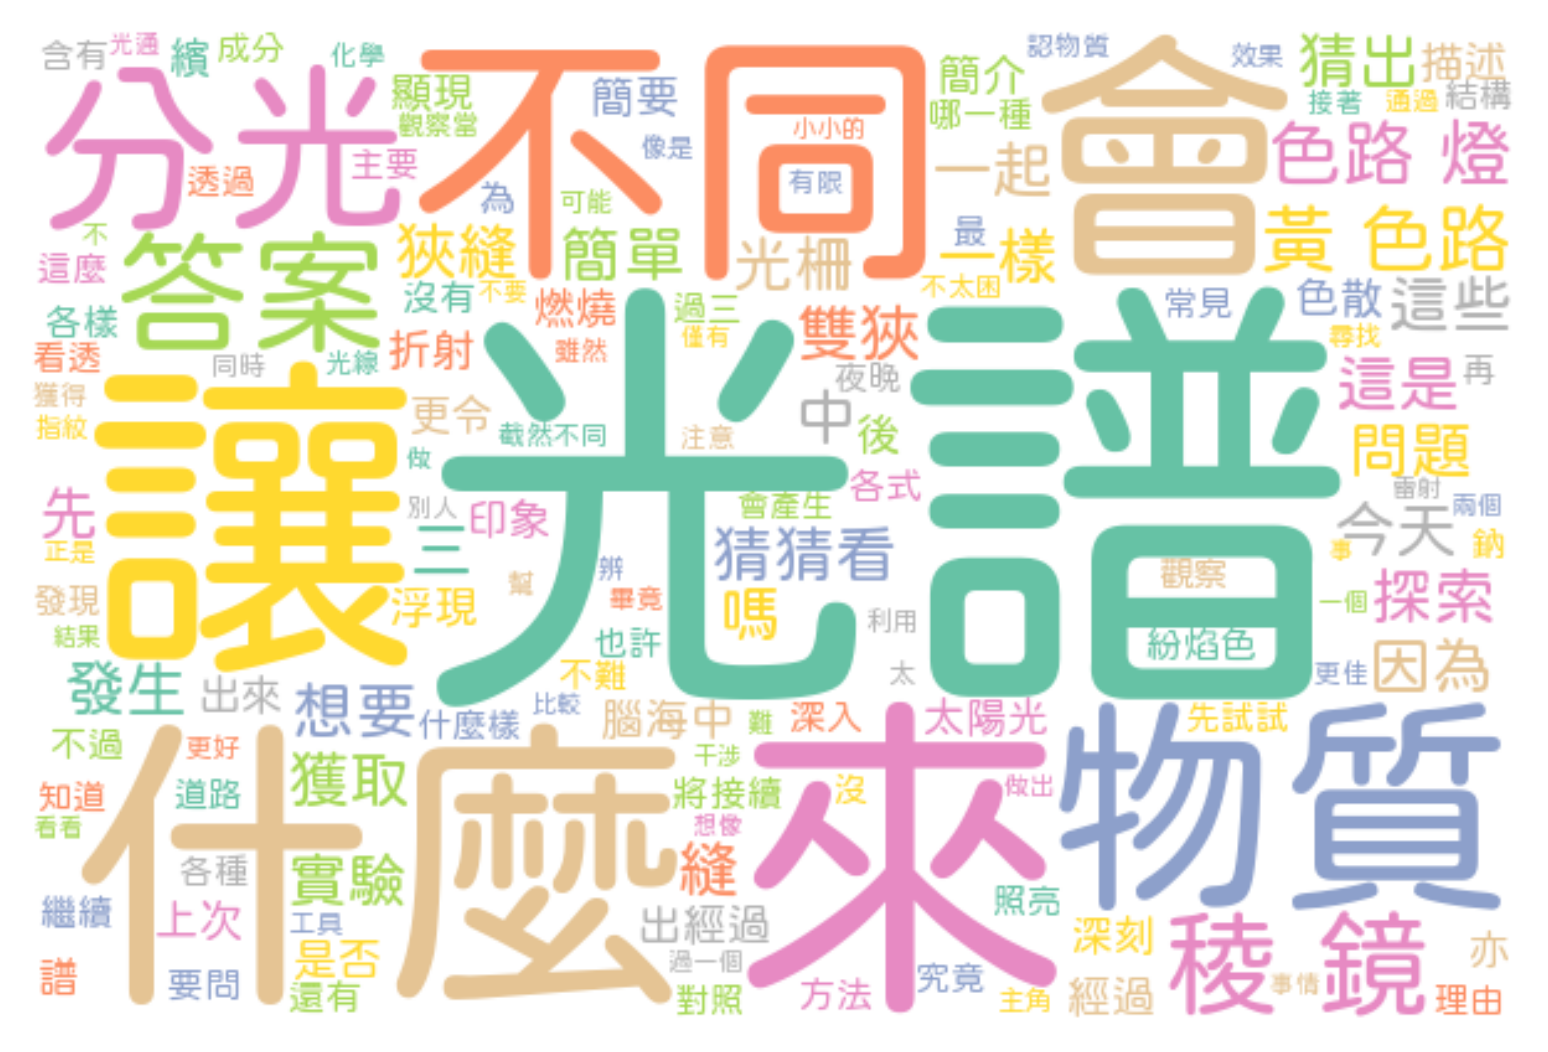 含有
光通
繽
成分
化學
分光
顯現
觀察當
透過
主要
不同
簡要
像是
為
可能
小小的
有限
簡介
哪一種
認物質
效果
會
一起
猜出
描述
接著
通過
結構
色路 燈
黃 色路
不
這麼
答案
狹縫
簡單
光柵
最
一樣
不太困
各樣
沒有
不要
燃燒
過三
雙狹
常見
色散
這些
看透
同時
光線
折射
雖然
僅有
尋找
獲得
指紋
讓
更令
截然不同
光譜
注意
夜晚
中
後
這是
再
問題
做
別人
先
正是
三
印象
會產生
各式
猜猜看
雷射
兩個
今天
事
鈉
觀察
發現
結果
浮現
幫
辨
畢竟
嗎
利用
一個
探索
紛焰色
也許
不難
太
更佳
因為
發生
出來
想要
什麼樣
比較
腦海中
難
深入
太陽光
先試試
不過
更好
什麼
獲取
干涉
將接續
沒
來
做出
物質
知道
看看
道路
想像
各種
實驗
縫
照亮
繼續
上次
工具
是否
出經過
深刻
稜 鏡
亦
譜
要問
還有
過一個
對照
方法
究竟
主角
經過
事情
理由